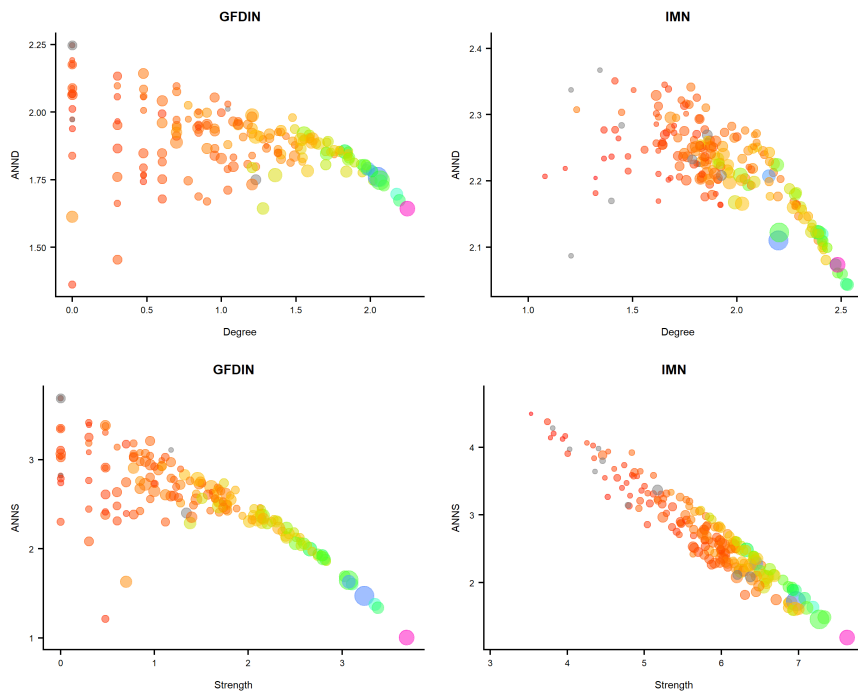 GFDIN
2.25
2.00
1.75
1.50
ANND
0.0 0.5 1.0 1.5 2.0
Degree
IMN
2.4
2.3
2.2
2.1
ANND
1.0 1.5 2.0 2.5
Degree
GFDIN
3
2
1
ANNS
0 1 2 3
Strength
IMN
4
3
2
ANNS
3 4 5 6 7
Strength